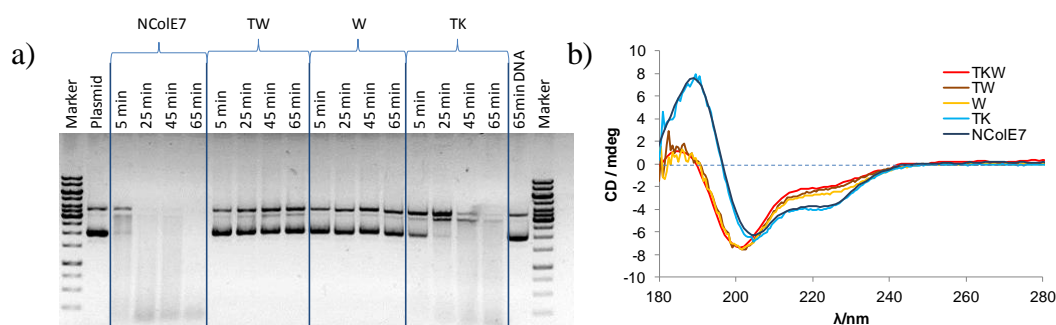 a)
NColE7 TW W TK
Marker Plasmid 5 min 25 min 45 min 65 min 5 min 25 min 45 min 65 min 5 min 25 min 45 min 65 min 5 min 25 min 45 min 65 min 65 min DNA Marker
b)
10
8
6
4
2
0
-2
-4
-6
-8
-10
CD / mdeg
180 200 220 240 260 280
λ/nm
TKW
TW
W
TK
NColE7